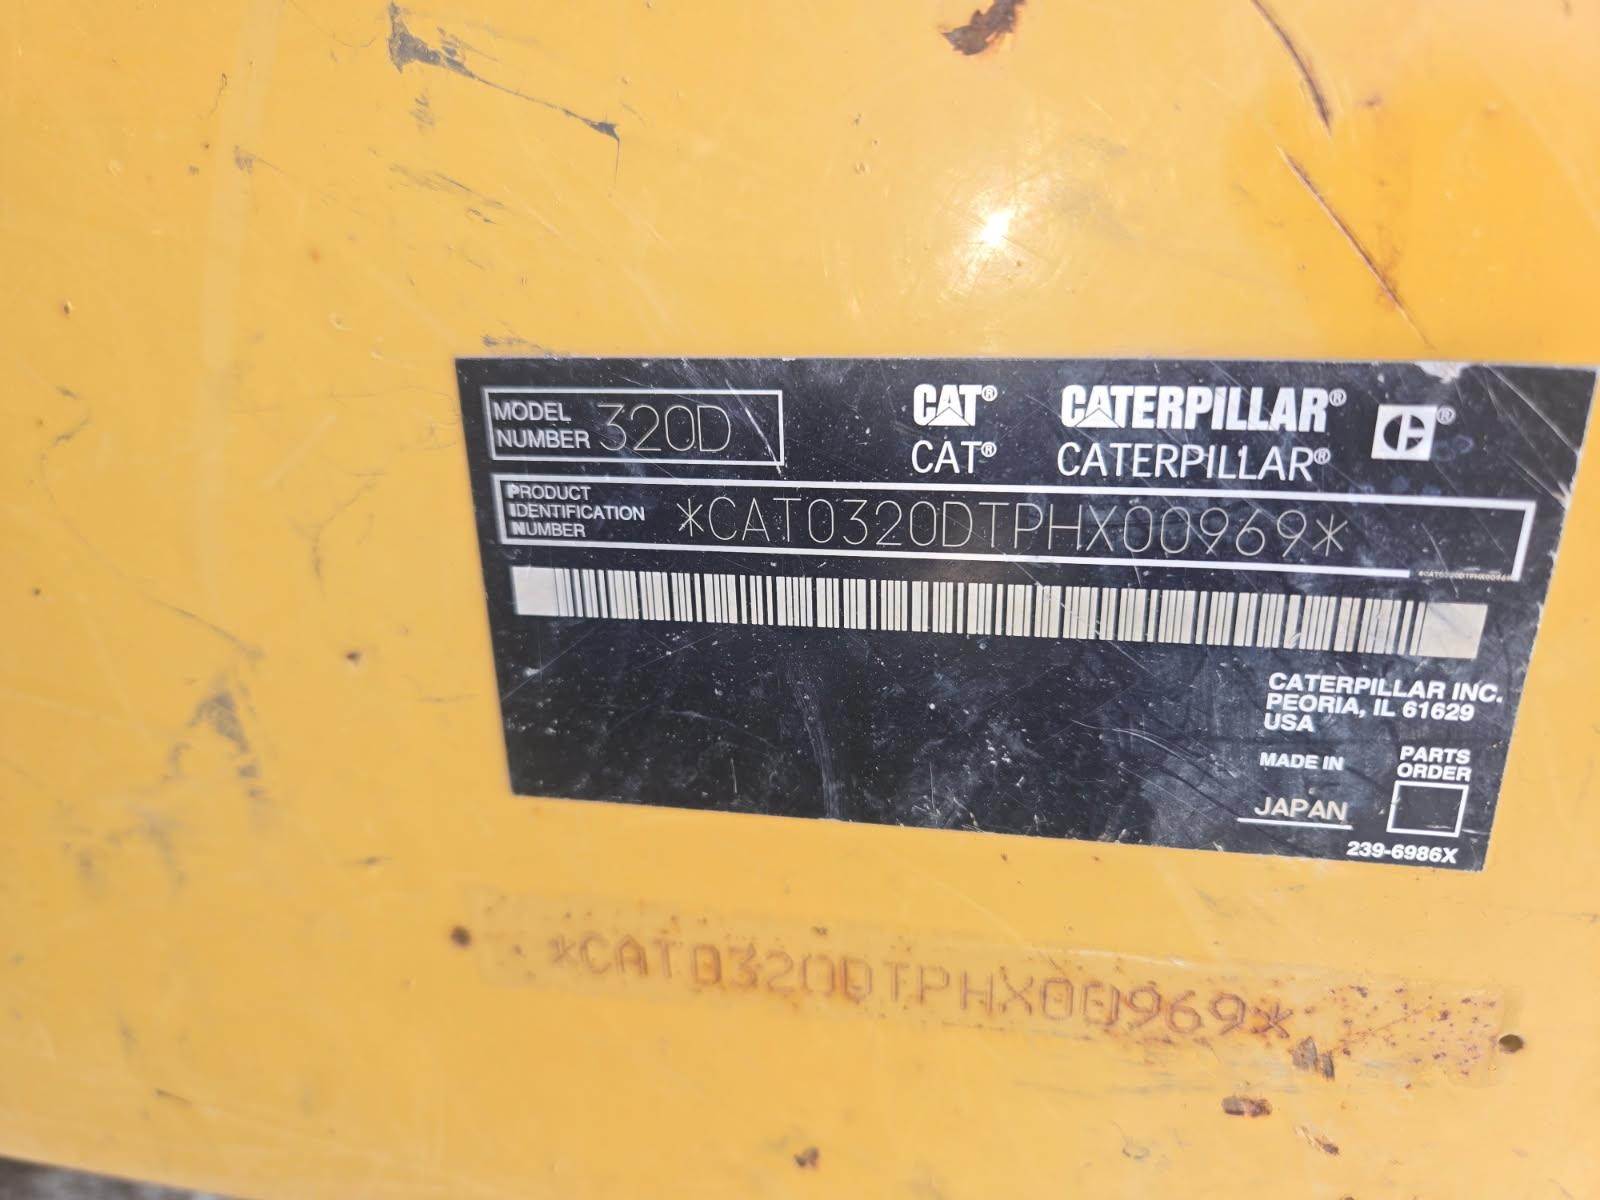 MODEL NUMBER 320D
CAT® CATERPILLAR®
CAT® CATERPILLAR®
PRODUCT IDENTIFICATION NUMBER *CAT0320DTPHX00969*
*CAT0320DTPHX00969
CATERPILLAR INC.
PEORIA, IL 61629
USA
MADE IN
JAPAN
PARTS
ORDER
239-6986X
*CAT0320DTPHX00969*